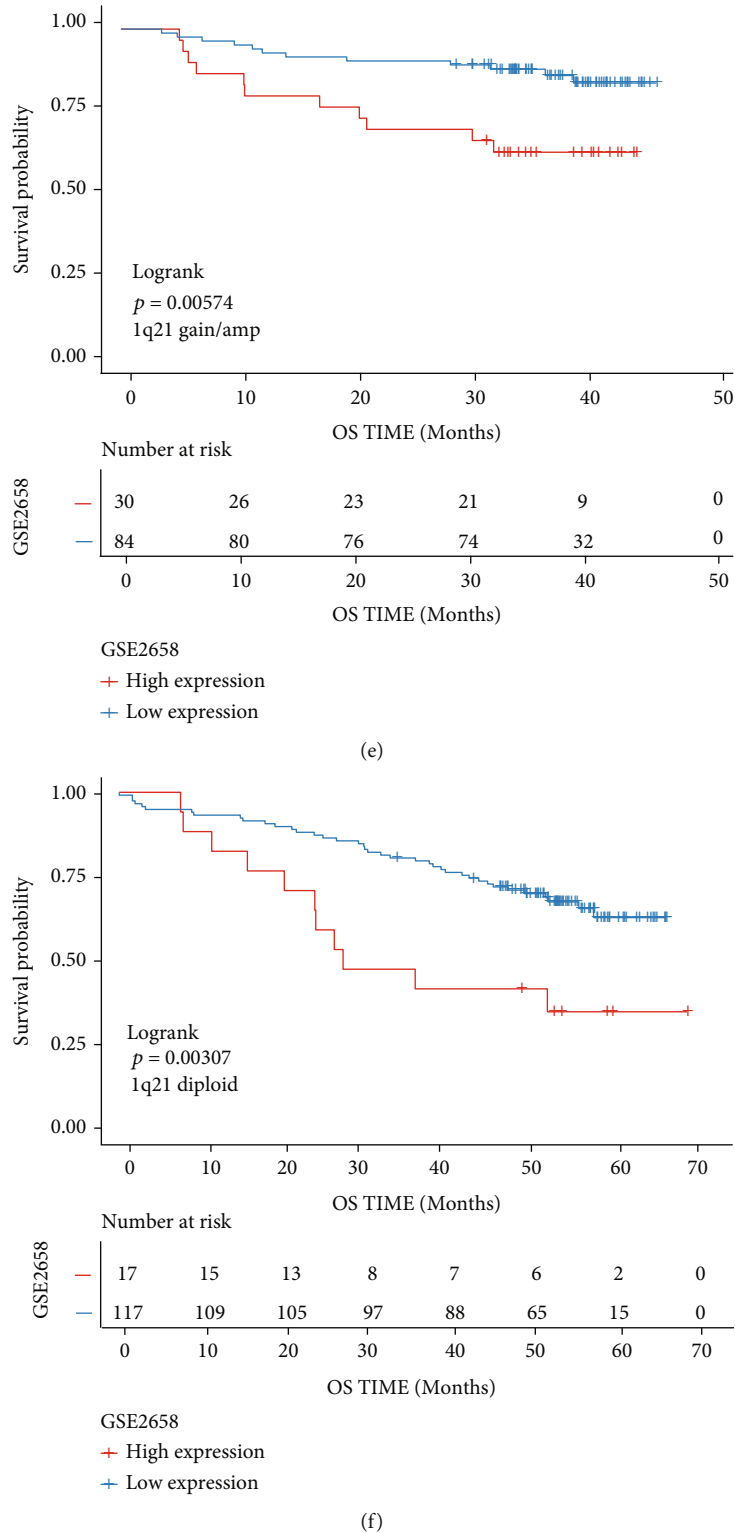 1.00
0.75
0.50
0.25
0.00
Survival probability
Logrank
p = 0.00574
1q21 gain/amp
0 10 20 30 40 50
OS TIME (Months)
Number at risk
GSE2658
30 26 23 21 9 0
84 80 76 74 32 0
0 10 20 30 40 50
OS TIME (Months)
GSE2658
High expression
Low expression
(e)
1.00
0.75
0.50
0.25
0.00
Survival probability
Logrank
p = 0.00307
1q21 diploid
0 10 20 30 40 50 60 70
OS TIME (Months)
Number at risk
GSE2658
17 15 13 8 7 6 2 0
117 109 105 97 88 65 15 0
0 10 20 30 40 50 60 70
OS TIME (Months)
GSE2658
High expression
Low expression
(f)